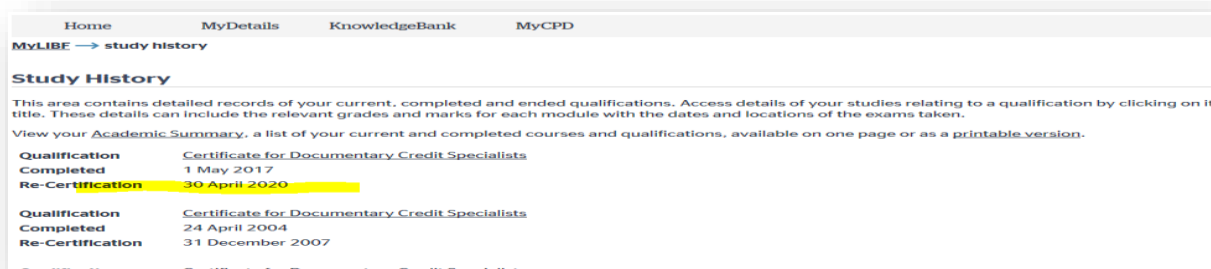 Home MyDetails KnowledgeBank MyCPD
MyLIBF → study history
Study History
This area contains detailed records of your current, completed and ended qualifications. Access details of your studies relating to a qualification by clicking on
title. These details can include the relevant grades and marks for each module with the dates and locations of the exams taken.
View your Academic Summary, a list of your current and completed courses and qualifications, available on one page or as a printable version.
Qualification Certificate for Documentary Credit Specialists
Completed 1 May 2017
Re-Certification 30 April 2020
Qualification Certificate for Documentary Credit Specialists
Completed 24 April 2004
Re-Certification 31 December 2007